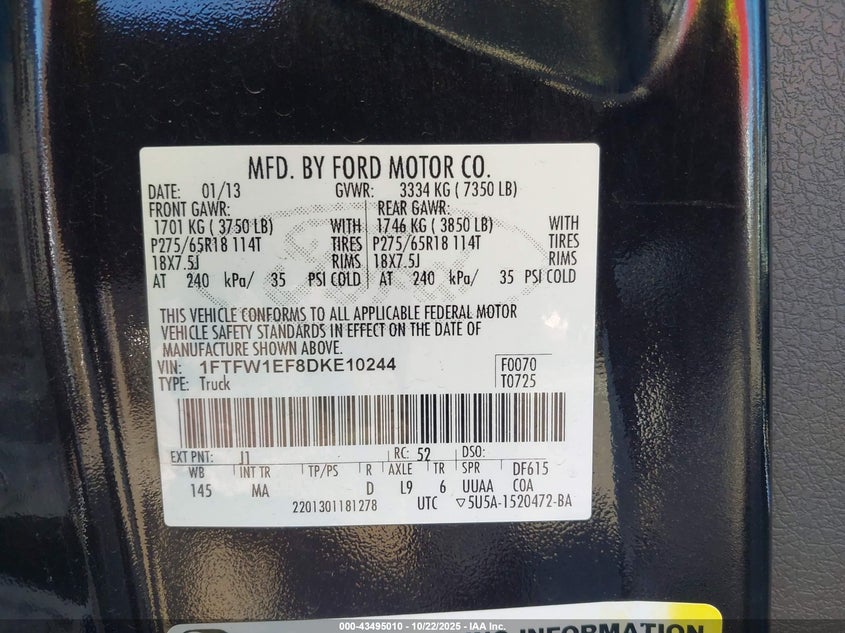 MFD. BY FORD MOTOR CO.
DATE: 01/13 GVWR: 3334 KG ( 7350 LB)
FRONT GAWR: REAR GAWR:
1701 KG ( 3750 LB) WITH 1746 KG ( 3850 LB) WITH
P275/65R18 114T TIRES P275/65R18 114T TIRES
18X7.5J RIMS 18X7.5J RIMS
AT 240 kPa/ 35 PSI COLD AT 240 kPa/ 35 PSI COLD
THIS VEHICLE CONFORMS TO ALL APPLICABLE FEDERAL MOTOR
VEHICLE SAFETY STANDARDS IN EFFECT ON THE DATE OF
MANUFACTURE SHOWN ABOVE.
VIN: 1FTFW1EF8DKE10244 F0070
TYPE: Truck T0725
EXT PNT: J1 RC: 52 DSO:
WB INT TR TP/PS R AXLE TR SPR DF615
145 MA D L9 6 UUAA COA
2201301181278 UTC ▽5U5A-1520472-BA
INFORMATION
000-43495010 - 10/22/2025 - IAA Inc.